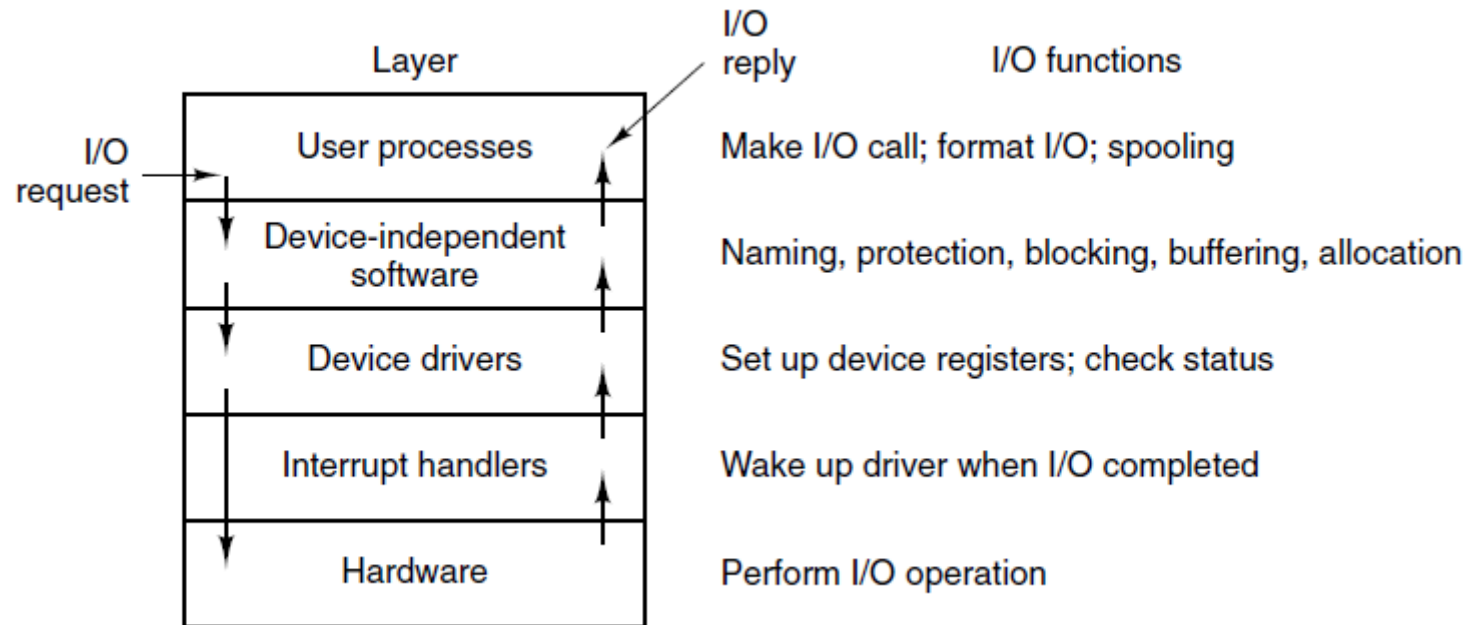 I/O
reply
Layer
I/O functions
I/O
request
User processes
Make I/O call; format I/O; spooling
Device-independent
software
Naming, protection, blocking, buffering, allocation
Device drivers
Set up device registers; check status
Interrupt handlers
Wake up driver when I/O completed
Hardware
Perform I/O operation